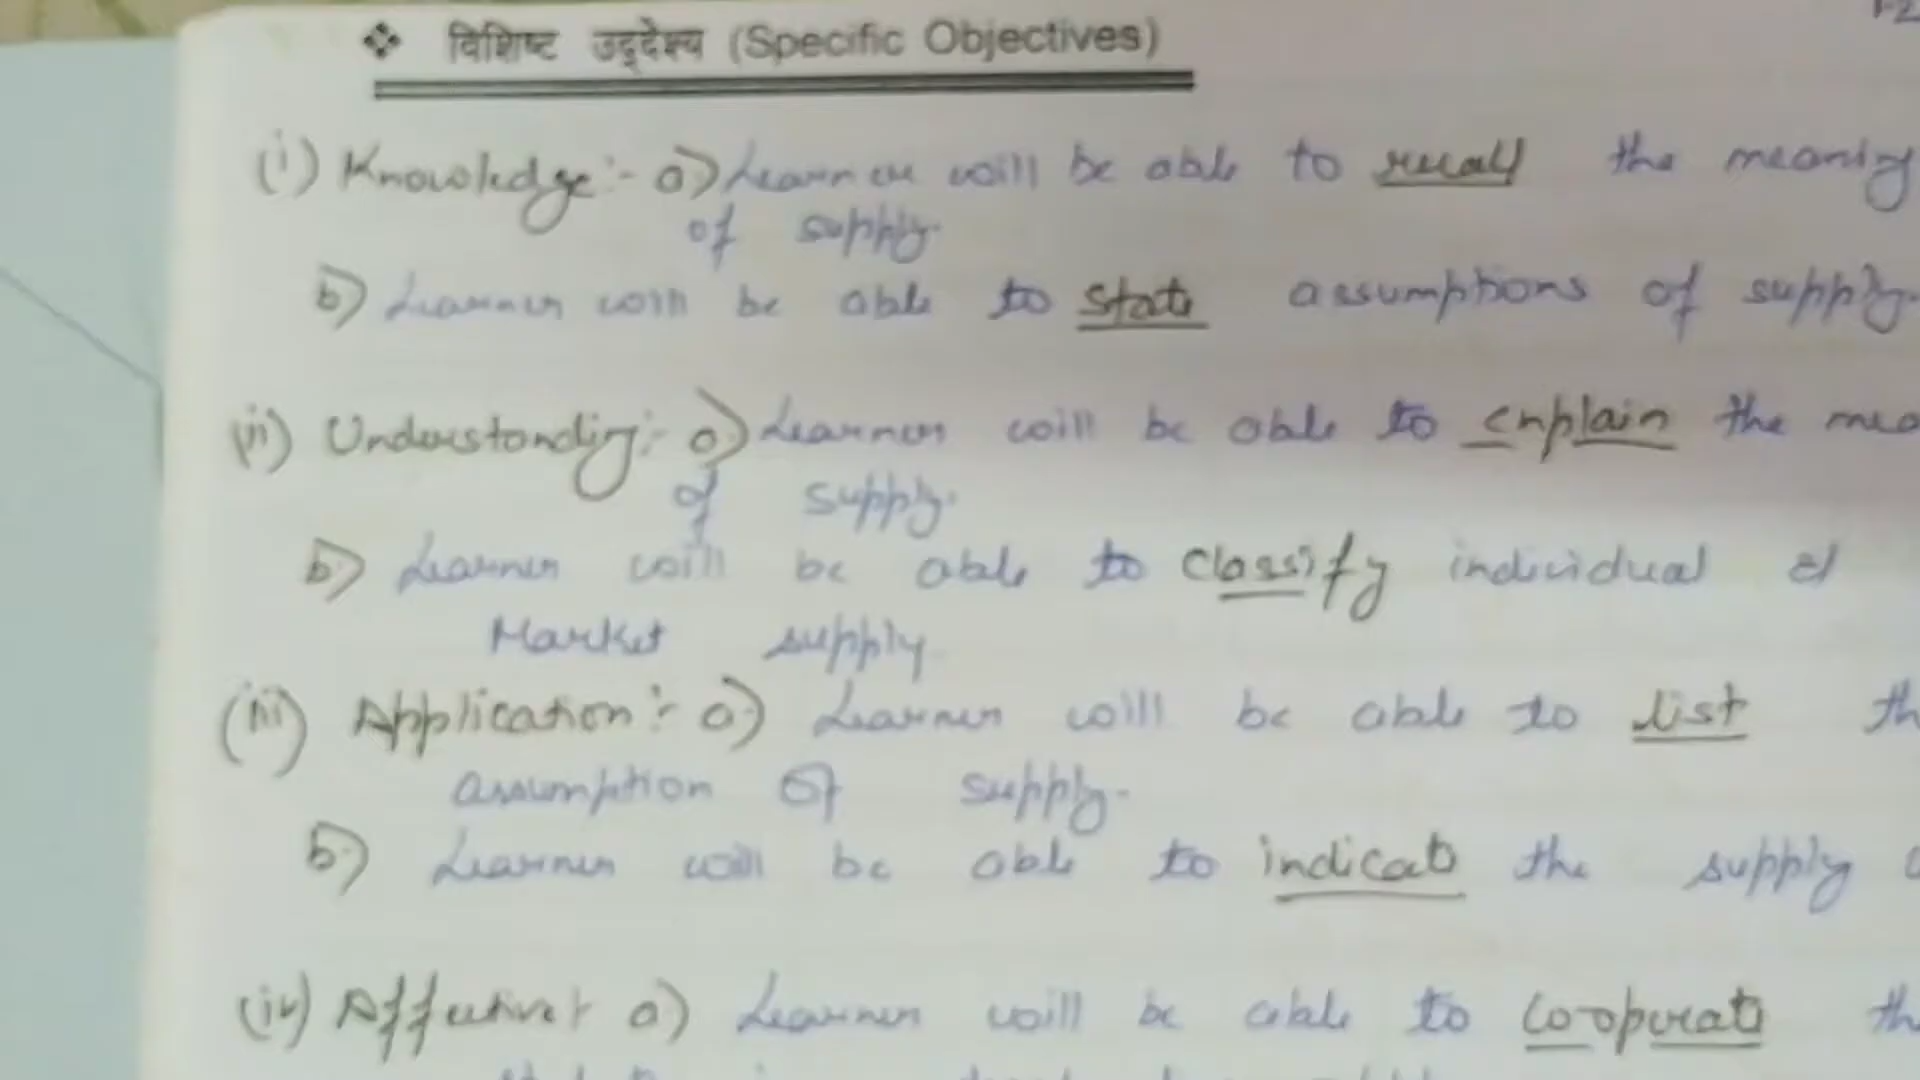 ❖ विशिष्ट उद्देश्य (Specific Objectives)
(i) Knowledge:- a) Learner will be able to recall the meaning
of supply.
b) Learner will be able to state assumptions of supply.
(ii) Understanding:- a) Learner will be able to explain the
of supply.
b) Learner will be able to classify individual &
Market supply.
(iii) Application:- a) Learner will be able to list
assumption of supply.
b) Learner will be able to indicate the supply
(iv) Affective:- a) Learner will be able to co-operate